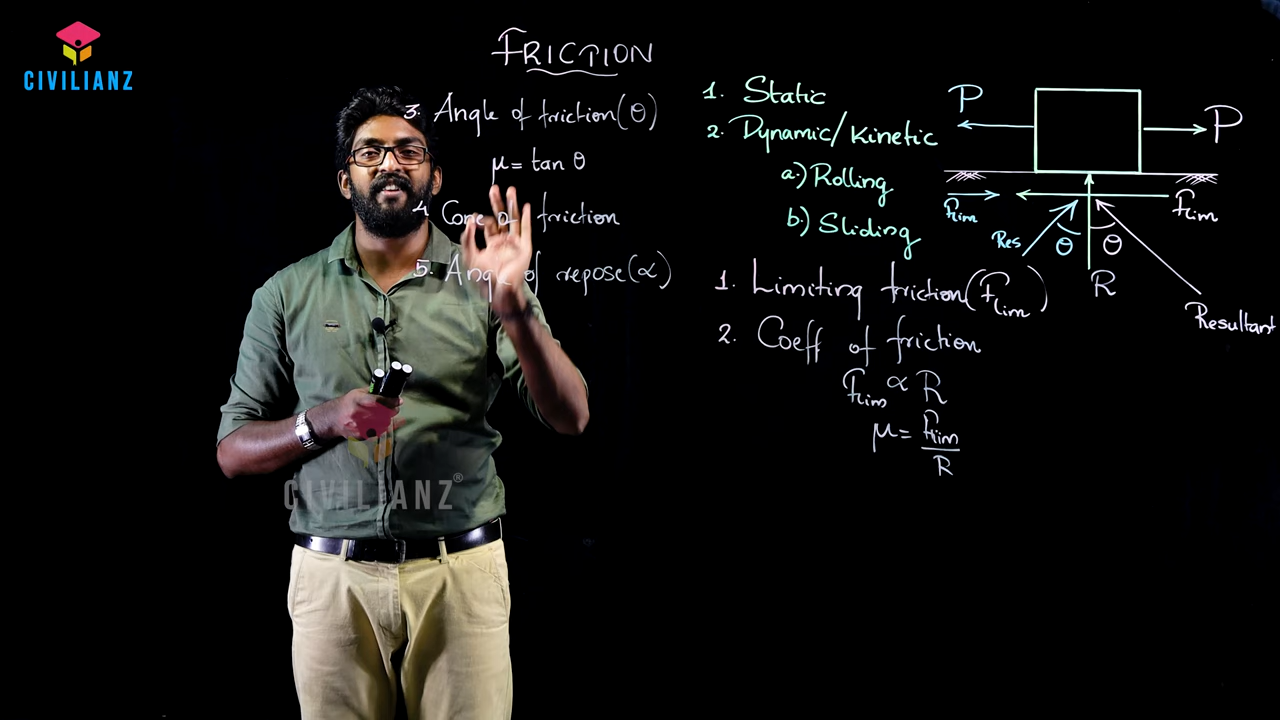 CIVILIANZ
FRICTION
3. Angle of friction (θ)
μ = tan θ
4. Cone of friction
5. Angle of repose (α)
1. Static
2. Dynamic/Kinetic
a.) Rolling
b.) Sliding
P
P
Flim
Flim
Res
θ
θ
R
Resultant
1. Limiting friction (Flim)
2. Coeff of friction
Flim ∝ R
μ = Flim
R
CIVILIANZ®